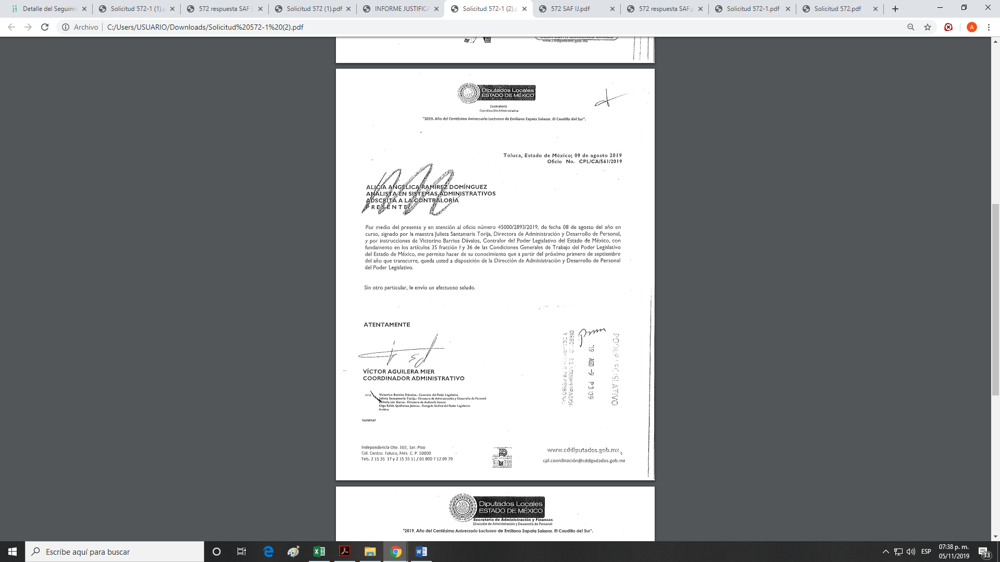 Detalle del Seguimi
Solicitud 572-1 (1).p
572 respuesta SAF (
Solicitud 572 (1).pdf
INFORME JUSTIFICA
Solicitud 572-1 (2).p
572 SAF IJ.pdf
572 respuesta SAF.p
Solicitud 572-1.pdf
Solicitud 572.pdf
Archivo
C:/Users/USUARIO/Downloads/Solicitud%20572-1%20(2).pdf
A
www.cddiputados.gob.mx
Diputados Locales
ESTADO DE MÉXICO
Contraloría
Coordinación Administrativa
"2019. Año del Centésimo Aniversario Luctuoso de Emiliano Zapata Salazar. El Caudillo del Sur".
Toluca, Estado de México; 09 de agosto 2019
Oficio No. CPL/CA/561/2019
ALICIA ANGÉLICA RAMÍREZ DOMÍNGUEZ
ANALISTA EN SISTEMAS ADMINISTRATIVOS
ADSCRITA A LA CONTRALORÍA
P R E S E N T E
Por medio del presente y en atención al oficio número 45000/2893/2019, de fecha 08 de agosto del año en
curso, signado por la maestra Julieta Santamaría Torija, Directora de Administración y Desarrollo de Personal,
y por instrucciones de Victorino Barrios Dávalos, Contralor del Poder Legislativo del Estado de México, con
fundamento en los artículos 35 fracción I y 36 de las Condiciones Generales de Trabajo del Poder Legislativo
del Estado de México, me permito hacer de su conocimiento que a partir del próximo primero de septiembre
del año que transcurre, queda usted a disposición de la Dirección de Administración y Desarrollo de Personal
del Poder Legislativo.
Sin otro particular, le envío un afectuoso saludo.
ATENTAMENTE
VÍCTOR AGUILERA MIER
COORDINADOR ADMINISTRATIVO
c.c.p. Victorino Barrios Dávalos.- Contralor del Poder Legislativo
Julieta Santamaría Torija.- Directora de Administración y Desarrollo de Personal
Esthela Lio Garza.- Directora de Auditoría Interna
Olga Edith Quiñones Jaimes.- Delegada Sindical del Poder Legislativo
Archivo
VAM/PAR*
'19 AGO -9 P3:39
Independencia Ote. 102, 1er. Piso
Col. Centro. Toluca, Méx. C. P. 50000
Tels. 2 15 35 17 y 2 15 35 11 / 01 800 7 12 09 79
www.cddiputados.gob.mx
cpl.coordinación@cddiputados.gob.mx
Diputados Locales
ESTADO DE MÉXICO
Secretaría de Administración y Finanzas
Dirección de Administración y Desarrollo de Personal
"2019. Año del Centésimo Aniversario Luctuoso de Emiliano Zapata Salazar. El Caudillo del Sur".
Escribe aquí para buscar
ESP
07:38 p. m.
05/11/2019
33